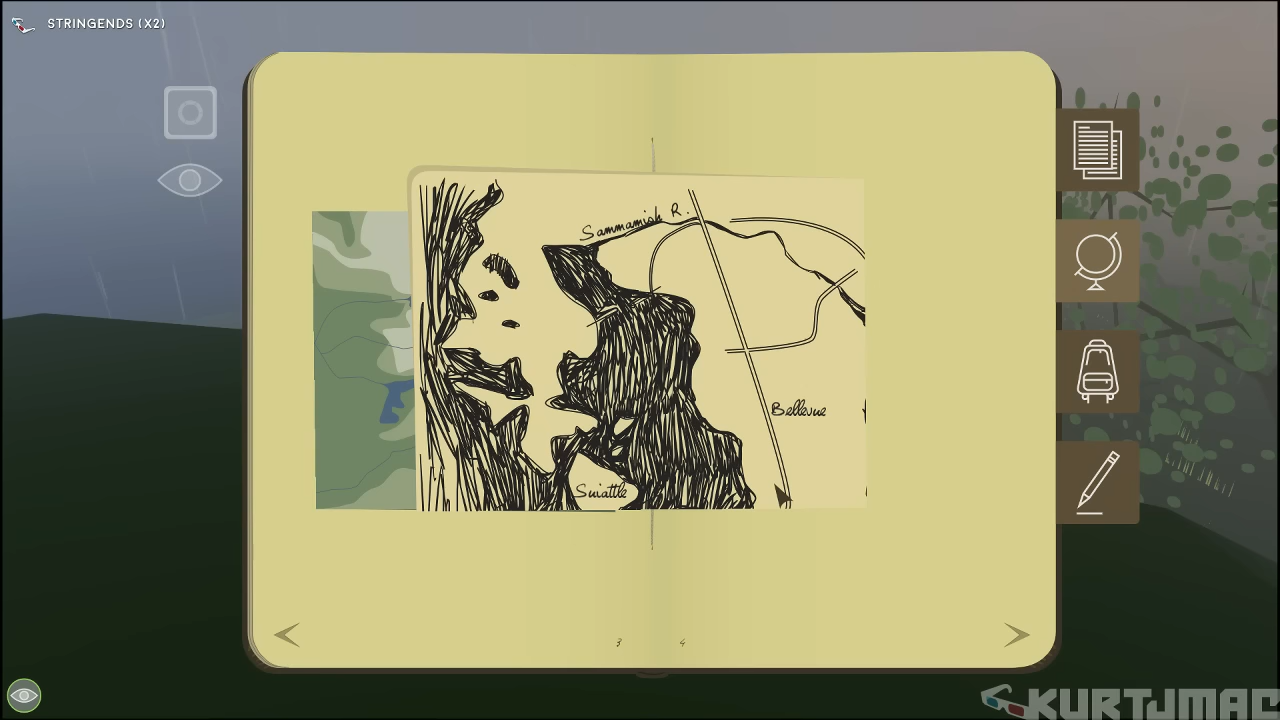 STRINGENDS (X2)
Sammamish R.
Bellevue
Suiattle
3 4
KURTJMAC